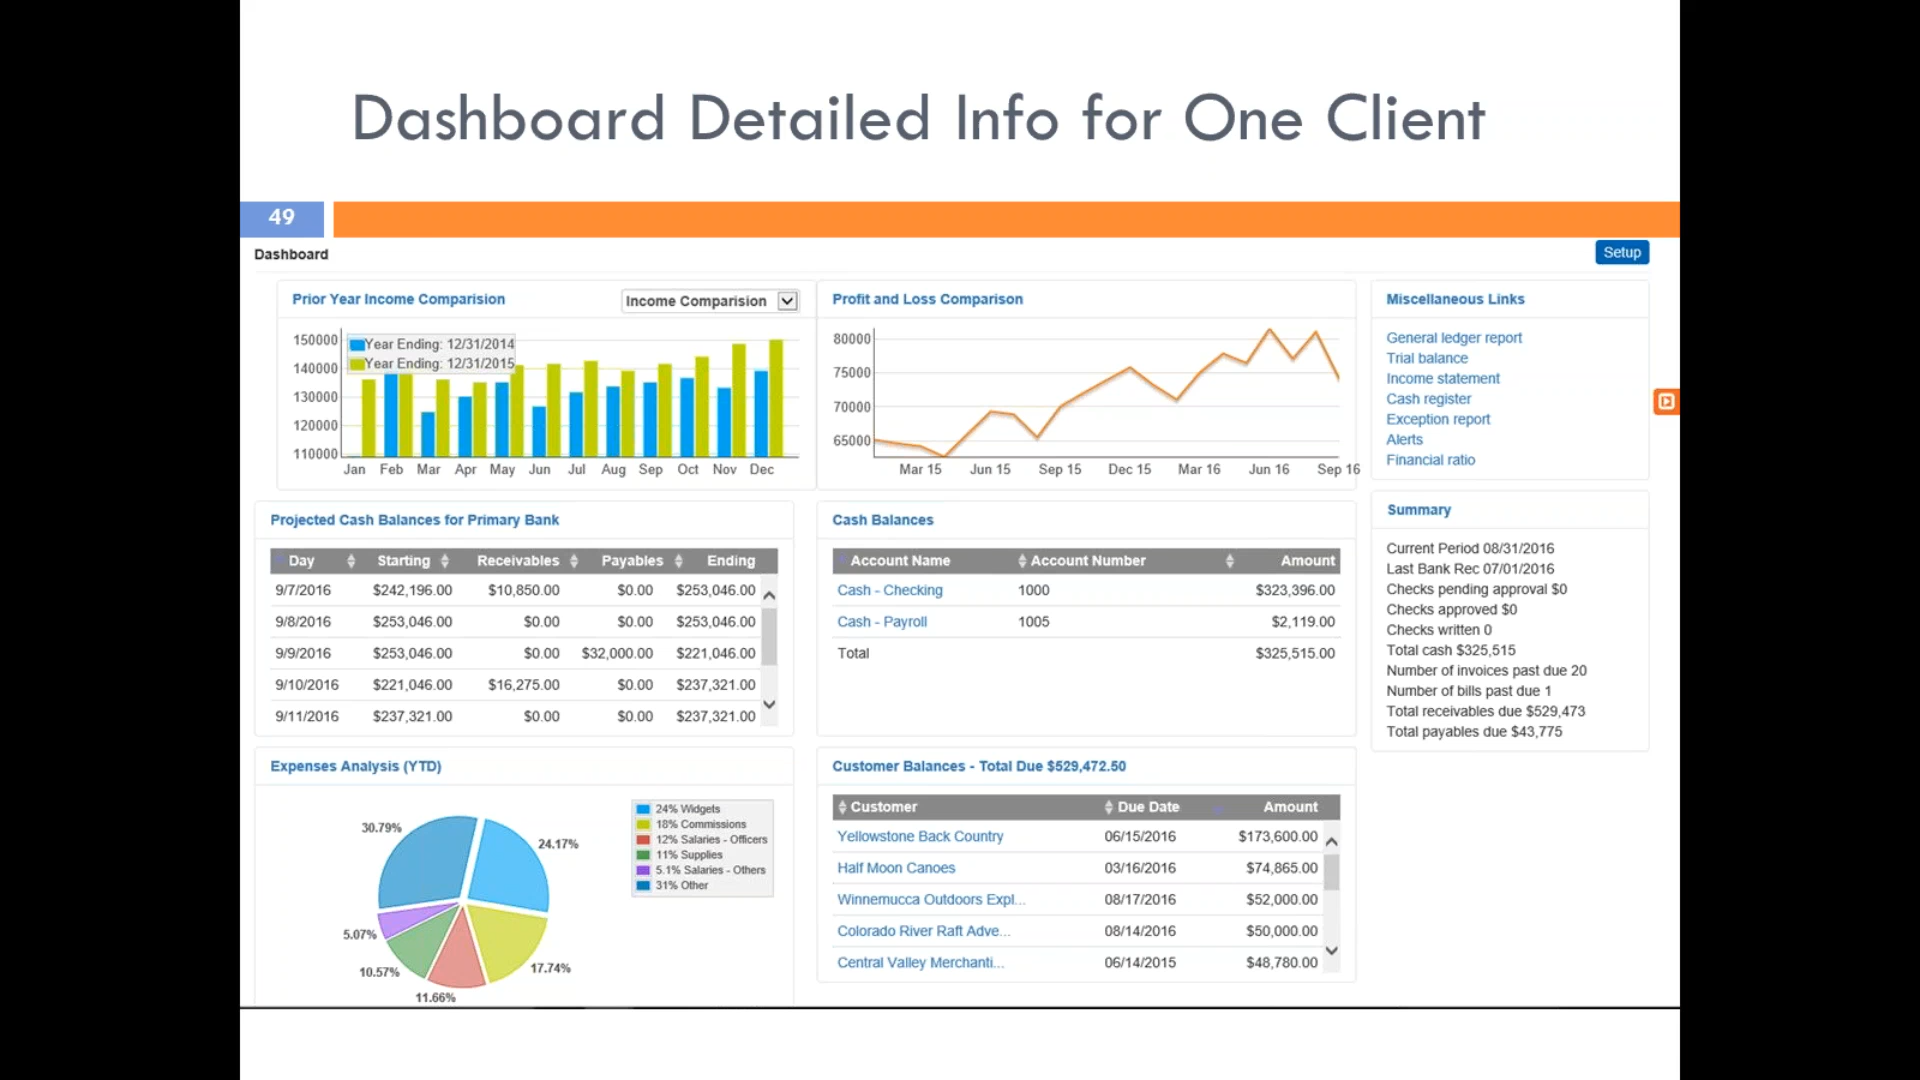 Dashboard Detailed Info for One Client
49
Dashboard
Setup
Prior Year Income Comparision
Income Comparision
150000
140000
130000
120000
110000
Year Ending: 12/31/2014
Year Ending: 12/31/2015
Jan Feb Mar Apr May Jun Jul Aug Sep Oct Nov Dec
Profit and Loss Comparison
80000
75000
70000
65000
Mar 15 Jun 15 Sep 15 Dec 15 Mar 16 Jun 16 Sep 16
Miscellaneous Links
General ledger report
Trial balance
Income statement
Cash register
Exception report
Alerts
Financial ratio
Projected Cash Balances for Primary Bank
Day Starting Receivables Payables Ending
9/7/2016 $242,196.00 $10,850.00 $0.00 $253,046.00
9/8/2016 $253,046.00 $0.00 $0.00 $253,046.00
9/9/2016 $253,046.00 $0.00 $32,000.00 $221,046.00
9/10/2016 $221,046.00 $16,275.00 $0.00 $237,321.00
9/11/2016 $237,321.00 $0.00 $0.00 $237,321.00
Cash Balances
Account Name Account Number Amount
Cash - Checking 1000 $323,396.00
Cash - Payroll 1005 $2,119.00
Total $325,515.00
Summary
Current Period 08/31/2016
Last Bank Rec 07/01/2016
Checks pending approval $0
Checks approved $0
Checks written 0
Total cash $325,515
Number of invoices past due 20
Number of bills past due 1
Total receivables due $529,473
Total payables due $43,775
Expenses Analysis (YTD)
30.79%
24.17%
5.07%
10.57%
11.66%
17.74%
24% Widgets
18% Commissions
12% Salaries - Officers
11% Supplies
5.1% Salaries - Others
31% Other
Customer Balances - Total Due $529,472.50
Customer Due Date Amount
Yellowstone Back Country 06/15/2016 $173,600.00
Half Moon Canoes 03/16/2016 $74,865.00
Winnemucca Outdoors Expl... 08/17/2016 $52,000.00
Colorado River Raft Adve... 08/14/2016 $50,000.00
Central Valley Merchanti... 06/14/2015 $48,780.00